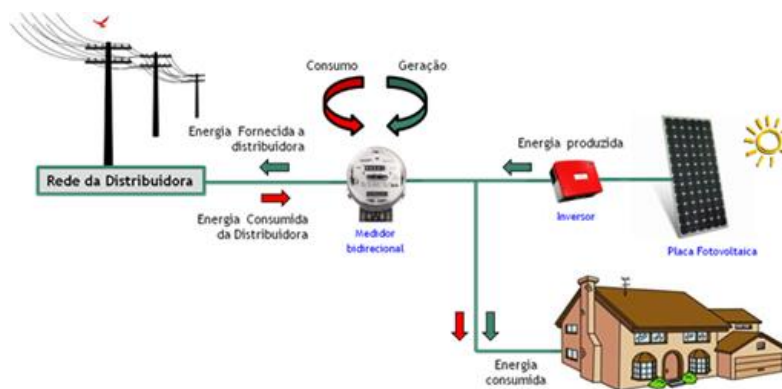 Consumo
Geração
Energia Fornecida a
distribuidora
Energia produzida
Rede da Distribuidora
Energia Consumida
da Distribuidora
Medidor
bidirecional
Inversor
Placa Fotovoltaica
Energia
consumida